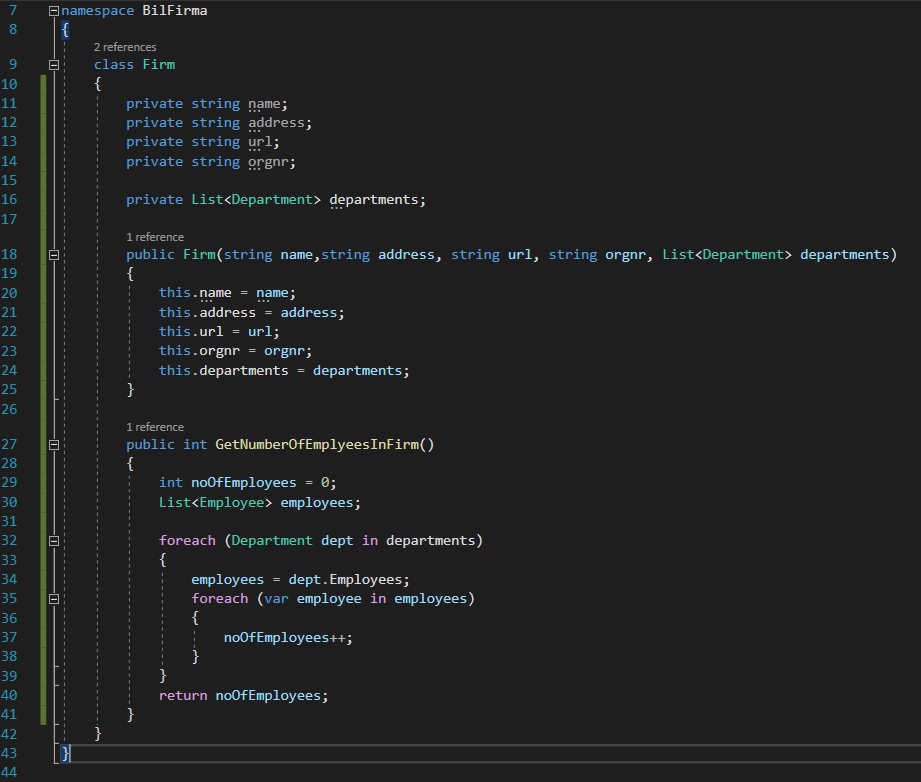 7 namespace BilFirma
8 {
2 references
9 class Firm
10 {
11 private string name;
12 private string address;
13 private string url;
14 private string orgnr;
15
16 private List<Department> departments;
17
1 reference
18 public Firm(string name,string address, string url, string orgnr, List<Department> departments)
19 {
20 this.name = name;
21 this.address = address;
22 this.url = url;
23 this.orgnr = orgnr;
24 this.departments = departments;
25 }
26
1 reference
27 public int GetNumberOfEmplyeesInFirm()
28 {
29 int noOfEmployees = 0;
30 List<Employee> employees;
31
32 foreach (Department dept in departments)
33 {
34 employees = dept.Employees;
35 foreach (var employee in employees)
36 {
37 noOfEmployees++;
38 }
39 }
40 return noOfEmployees;
41 }
42 }
43 }
44